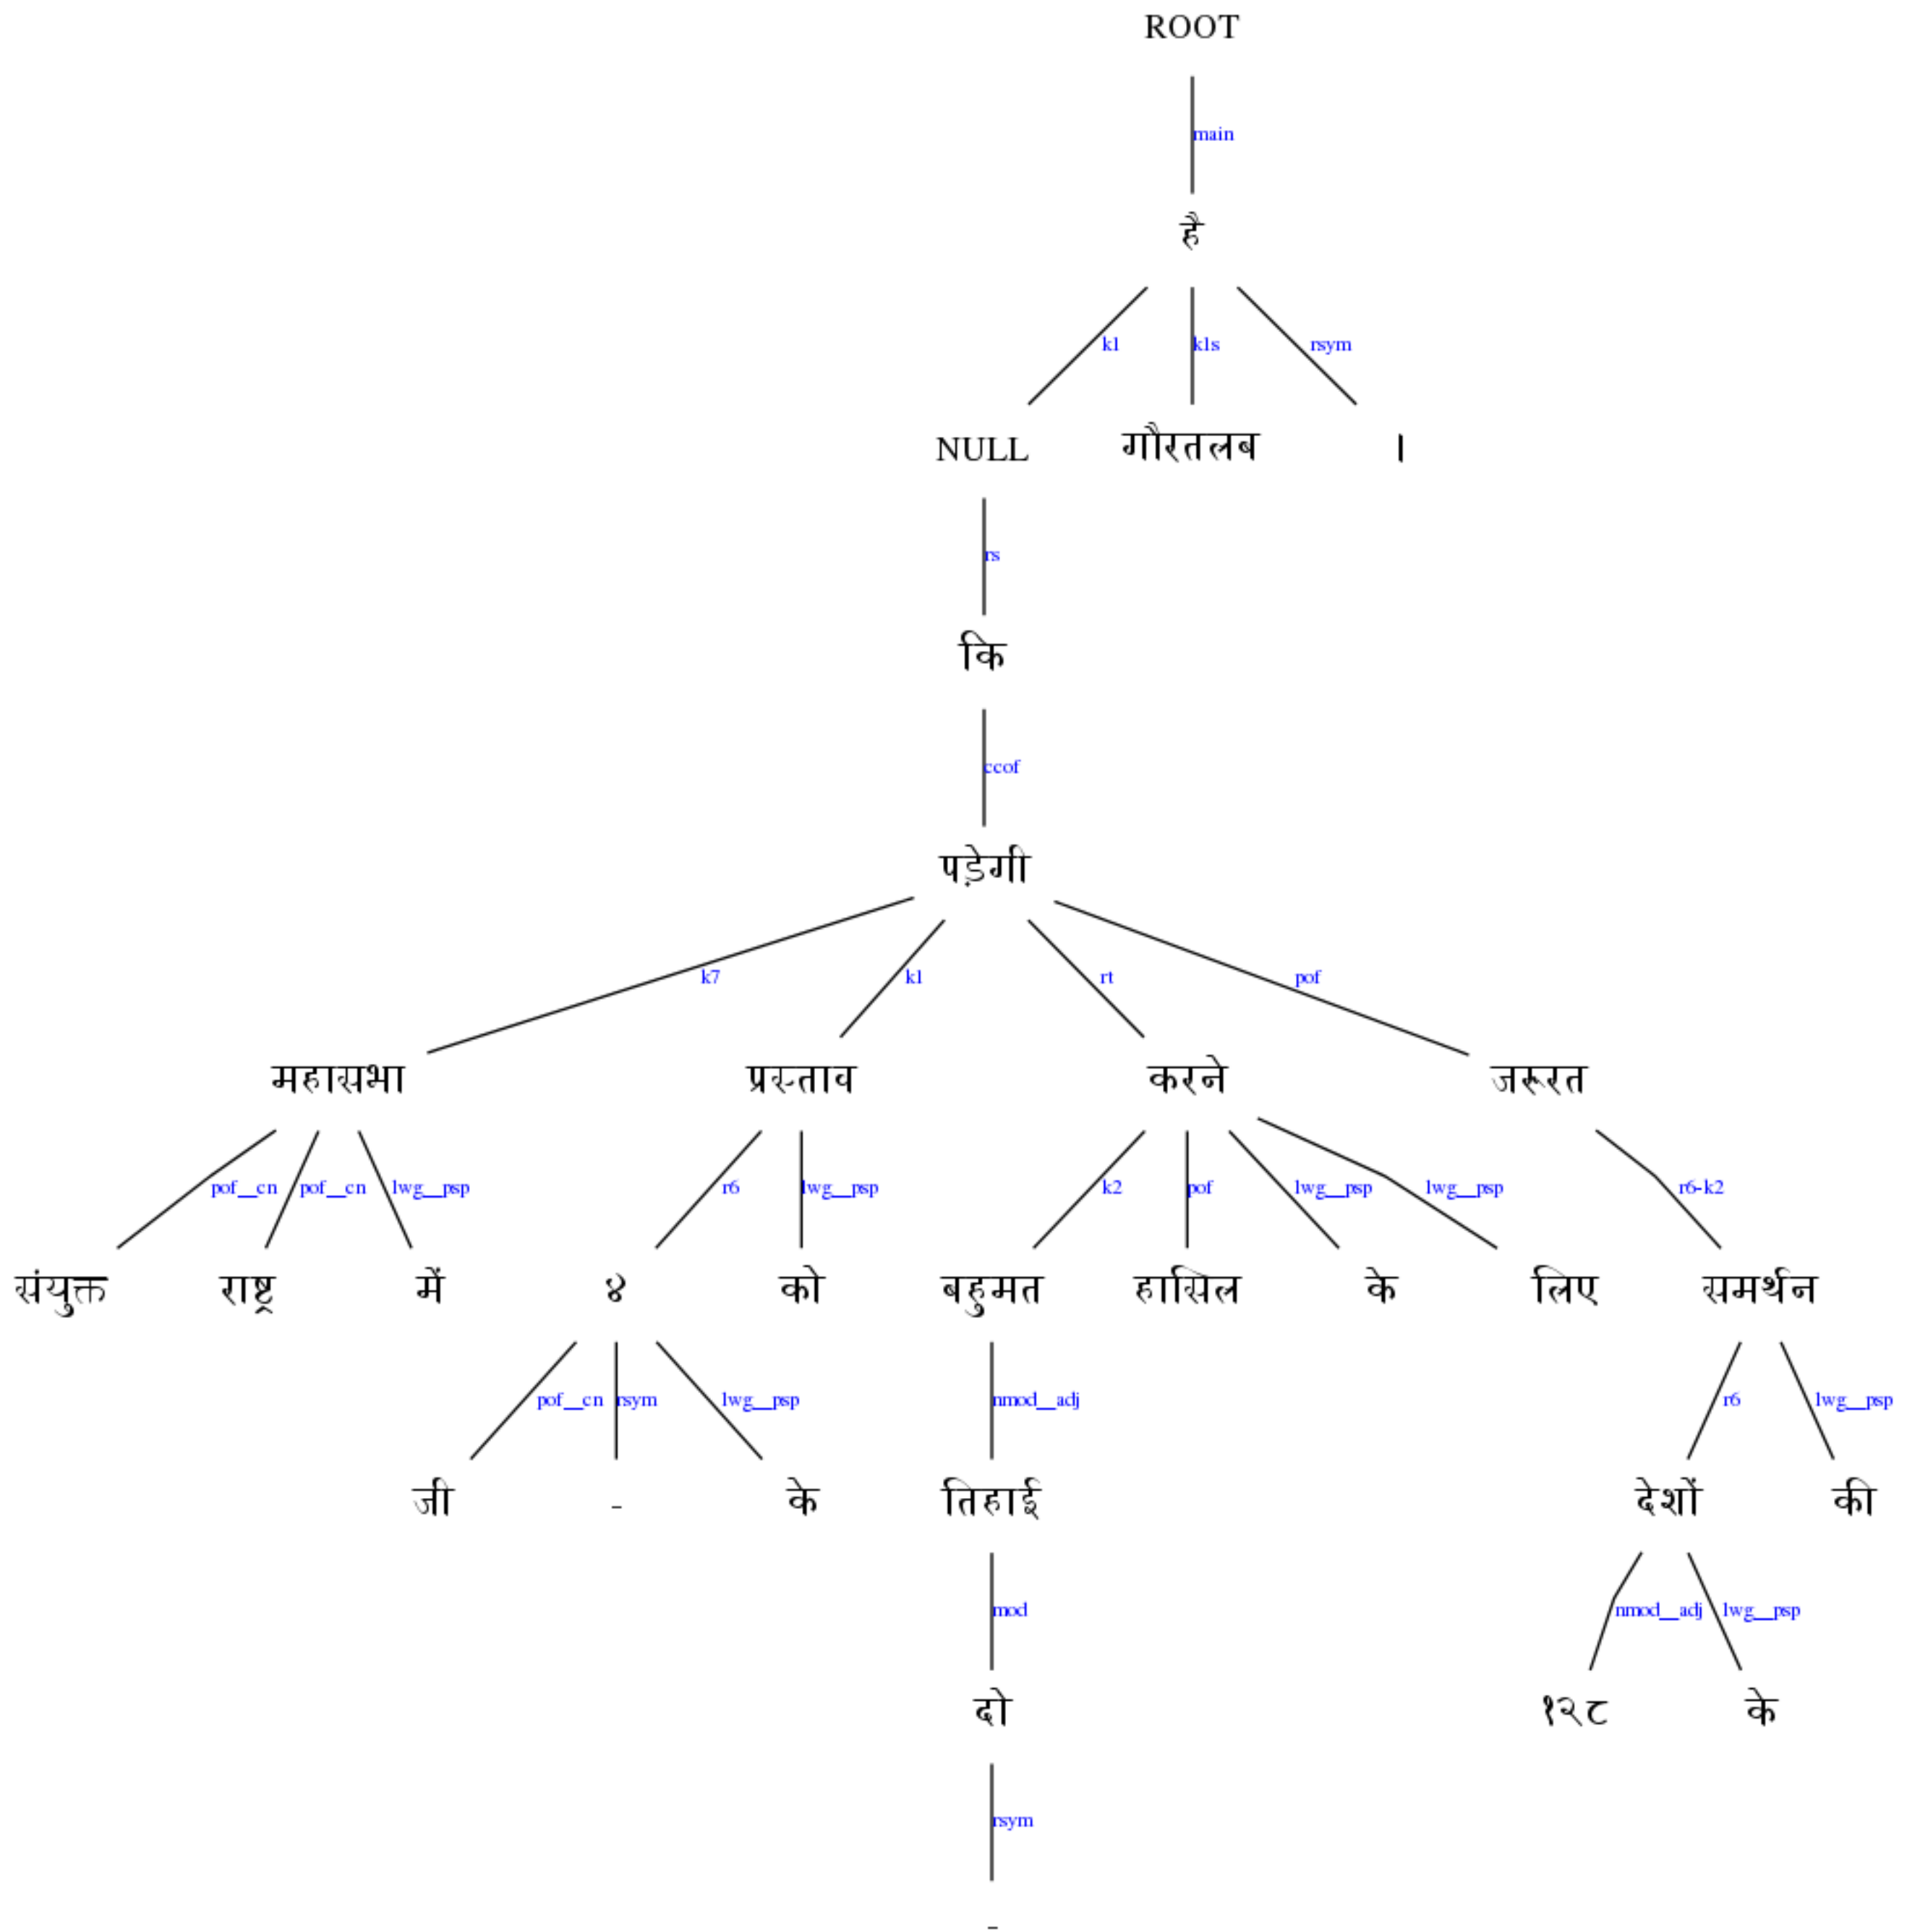 ROOT
main
है
k1 k1s rsym
NULL गौरतलब ।
rs
कि
ccof
पड़ेगी
k7 k1 rt pof
महासभा प्रस्ताव करने जरूरत
pof__cn pof__cn lwg__psp r6 lwg__psp k2 pof lwg__psp lwg__psp r6-k2
संयुक्त राष्ट्र में ४ को बहुमत हासिल के लिए समर्थन
pof__cn rsym lwg__psp nmod__adj r6 lwg__psp
जी - के तिहाई देशों की
mod nmod__adj lwg__psp
दो १२८ के
rsym
-